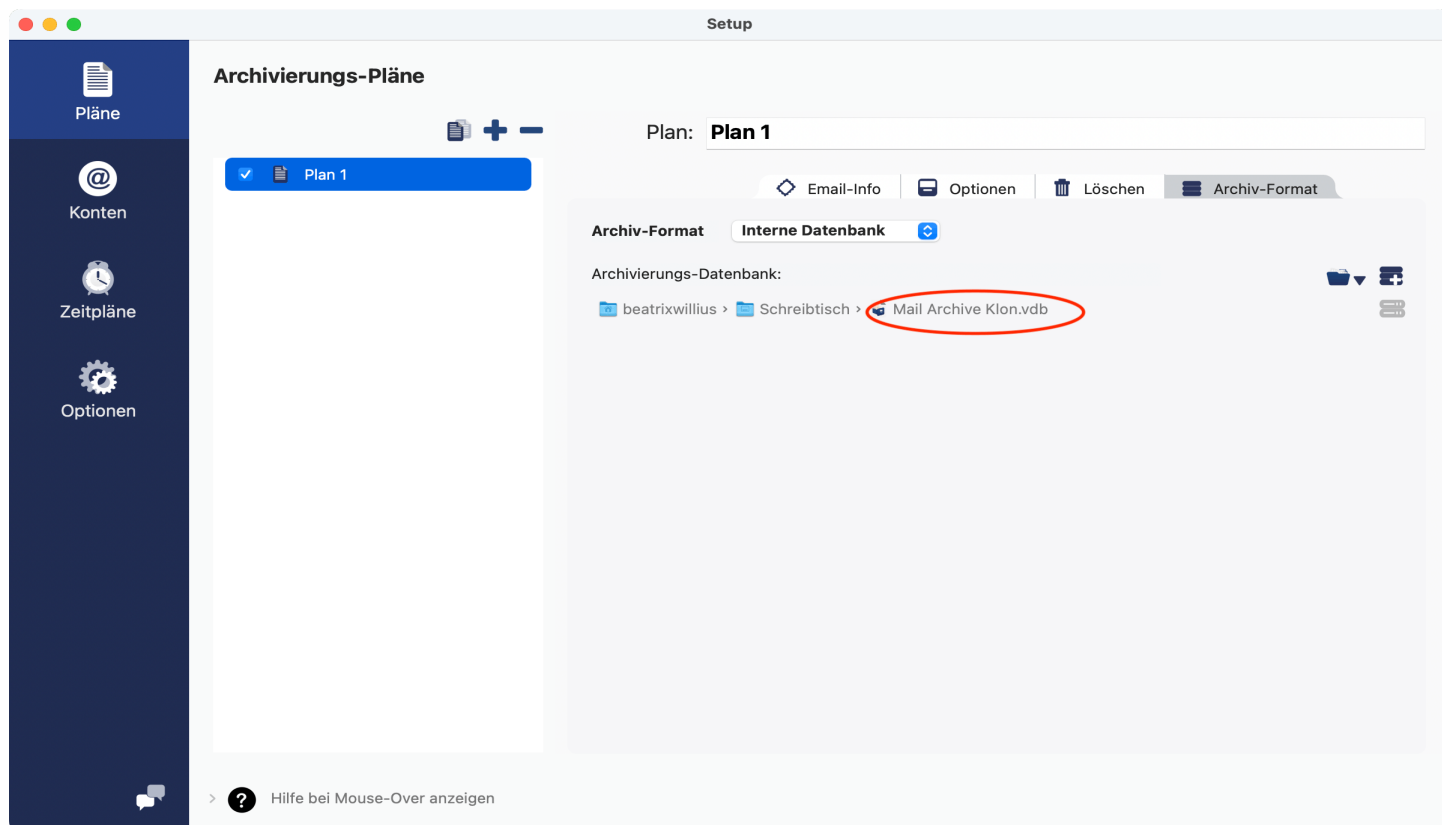 Setup
Pläne
Konten
Zeitpläne
Optionen
Archivierungs-Pläne
Plan 1
Plan: Plan 1
Email-Info Optionen Löschen Archiv-Format
Archiv-Format Interne Datenbank
Archivierungs-Datenbank:
beatrixwillius › Schreibtisch › Mail Archive Klon.vdb
> ? Hilfe bei Mouse-Over anzeigen